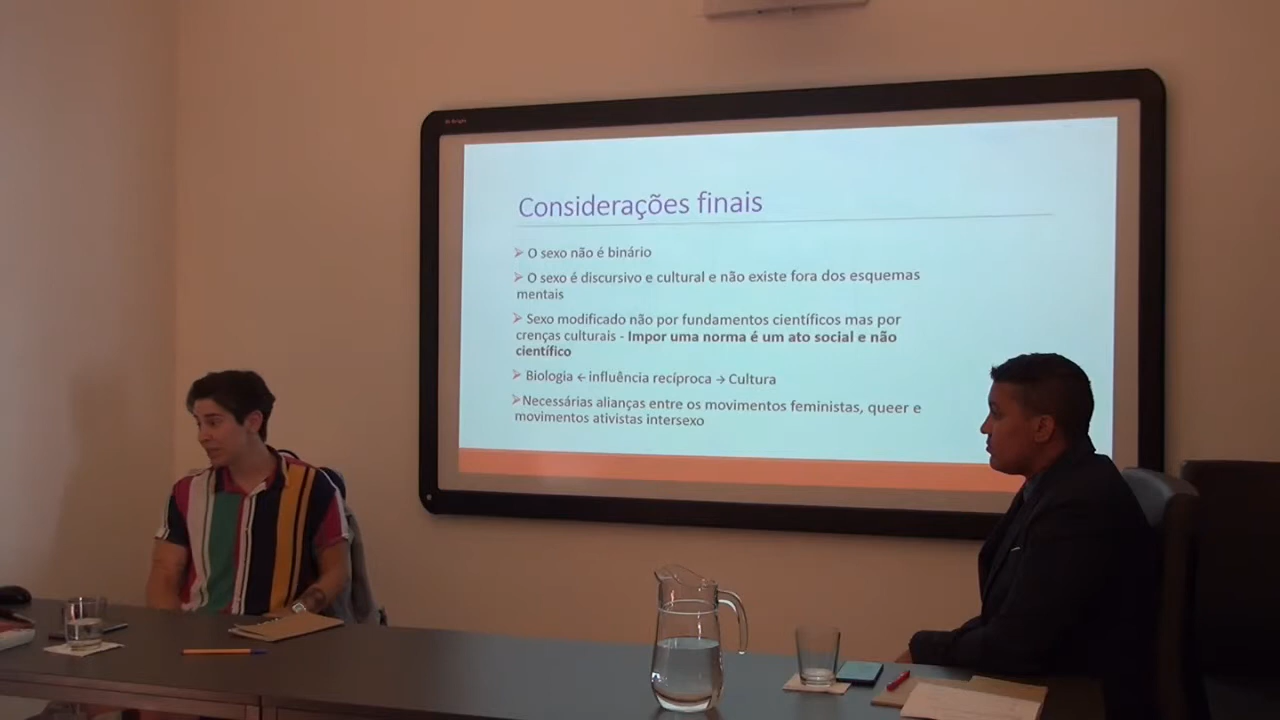 Considerações finais
➢ O sexo não é binário
➢ O sexo é discursivo e cultural e não existe fora dos esquemas
mentais
➢ Sexo modificado não por fundamentos científicos mas por
crenças culturais - Impor uma norma é um ato social e não
científico
➢ Biologia ← influência recíproca → Cultura
➢Necessárias alianças entre os movimentos feministas, queer e
movimentos ativistas intersexo